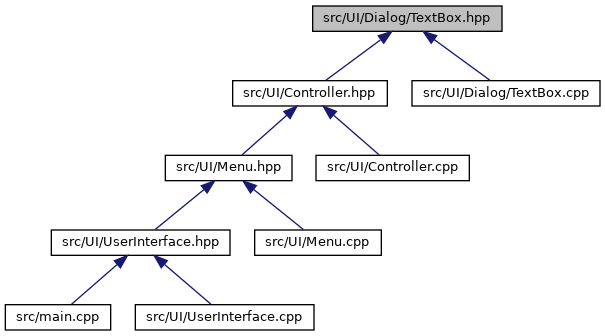 src/UI/Dialog/TextBox.hpp
src/UI/Controller.hpp
src/UI/Dialog/TextBox.cpp
src/UI/Menu.hpp
src/UI/Controller.cpp
src/UI/UserInterface.hpp
src/UI/Menu.cpp
src/main.cpp
src/UI/UserInterface.cpp